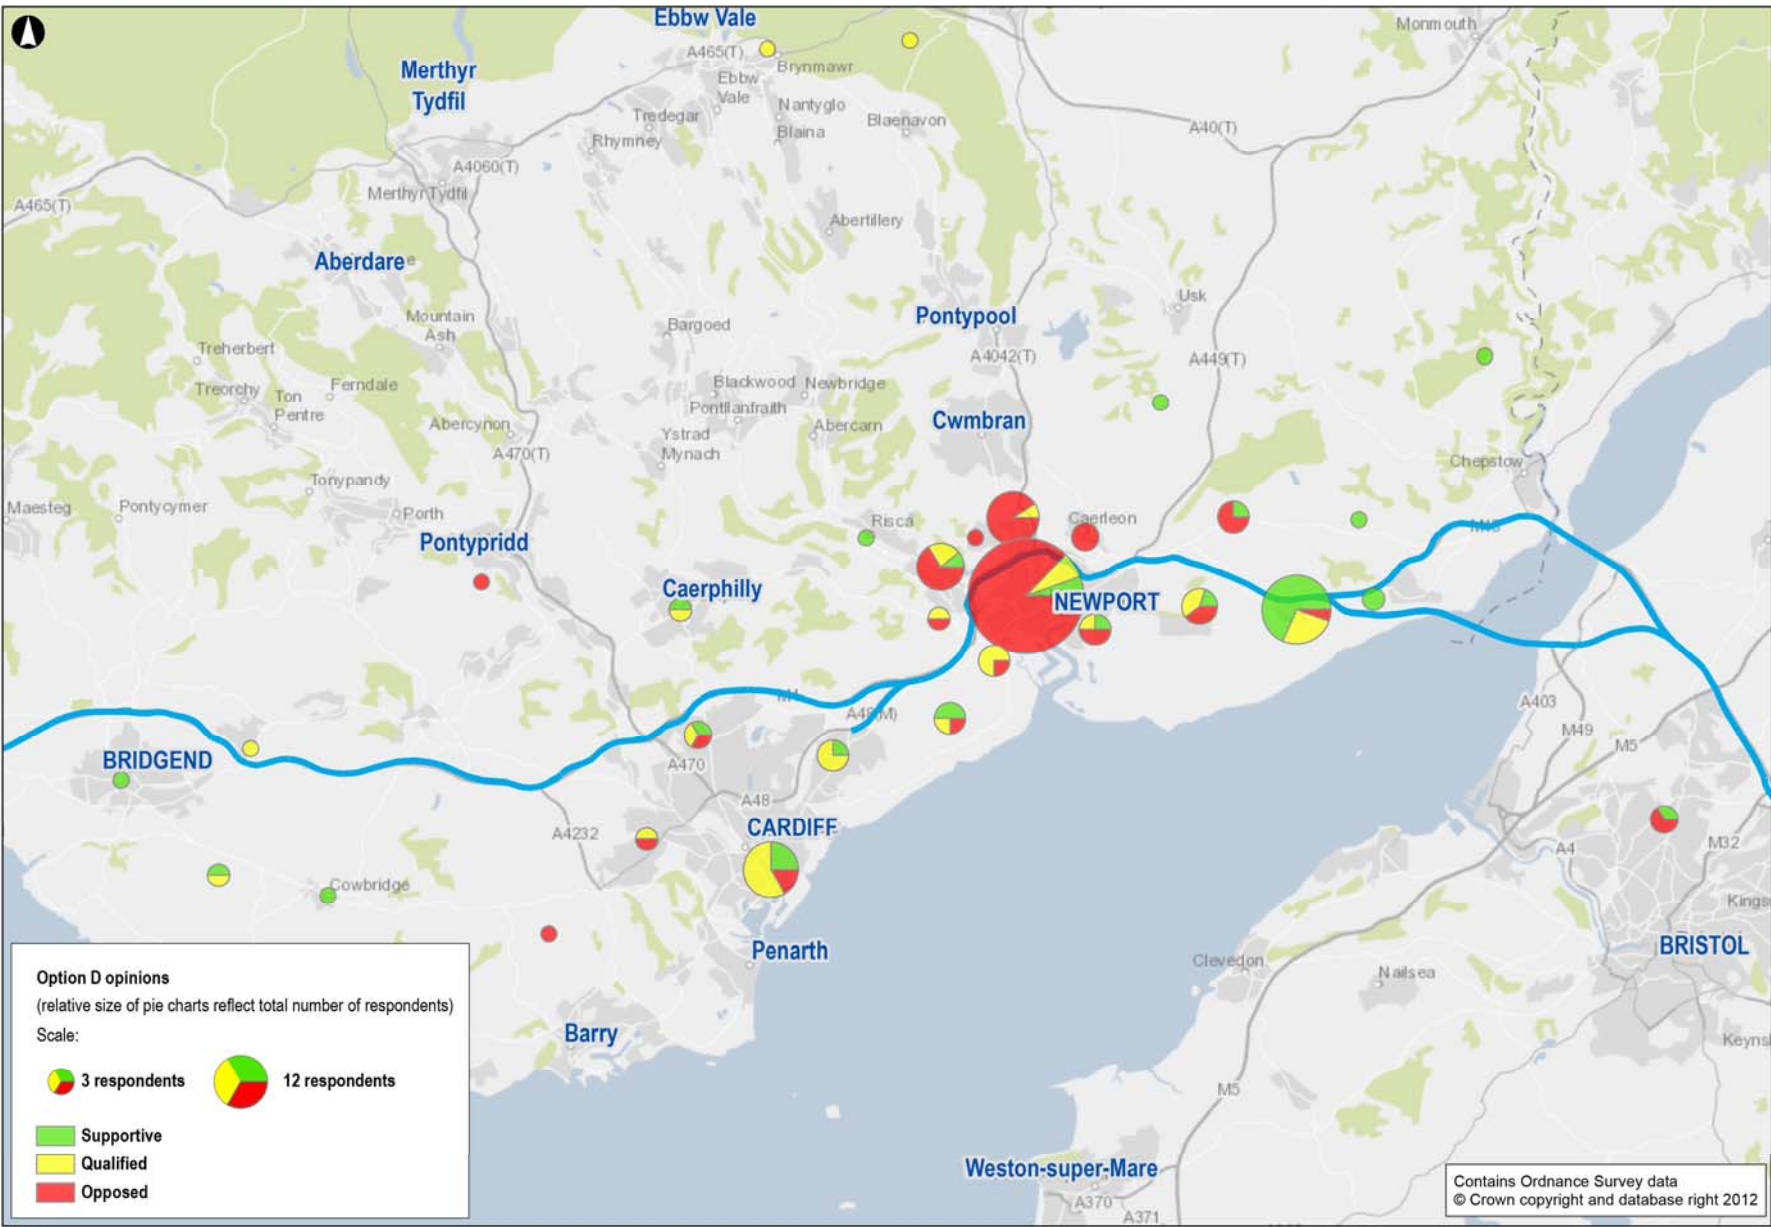 Ebbw Vale
Monmouth
A465(T)
Brynmawr
Merthyr
Tydfil
Ebbw
Vale
Nantyglo
Tredegar
Blaina
Blaenavon
A40(T)
Rhymney
A4060(T)
Merthyr Tydfil
A465(T)
Abertillery
Aberdare
Usk
Pontypool
Mountain
Ash
Bargoed
A4042(T)
A449(T)
Treherbert
Treorchy
Ton
Pentre
Ferndale
Blackwood
Newbridge
Pontllanfraith
Abercynon
Cwmbran
Abercarn
Ystrad
Mynach
A470(T)
Chepstow
Tonypandy
Maesteg
Pontycymer
Porth
Risca
Caerleon
M48
Pontypridd
Caerphilly
NEWPORT
M4
A48(M)
A403
M49
M5
BRIDGEND
A470
A48
CARDIFF
A4232
A4
M32
Cowbridge
Kings
BRISTOL
Penarth
Clevedon
Nailsea
Barry
Keyns
M5
Weston-super-Mare
A370
A371
Option D opinions
(relative size of pie charts reflect total number of respondents)
Scale:
3 respondents
12 respondents
Supportive
Qualified
Opposed
Contains Ordnance Survey data
© Crown copyright and database right 2012